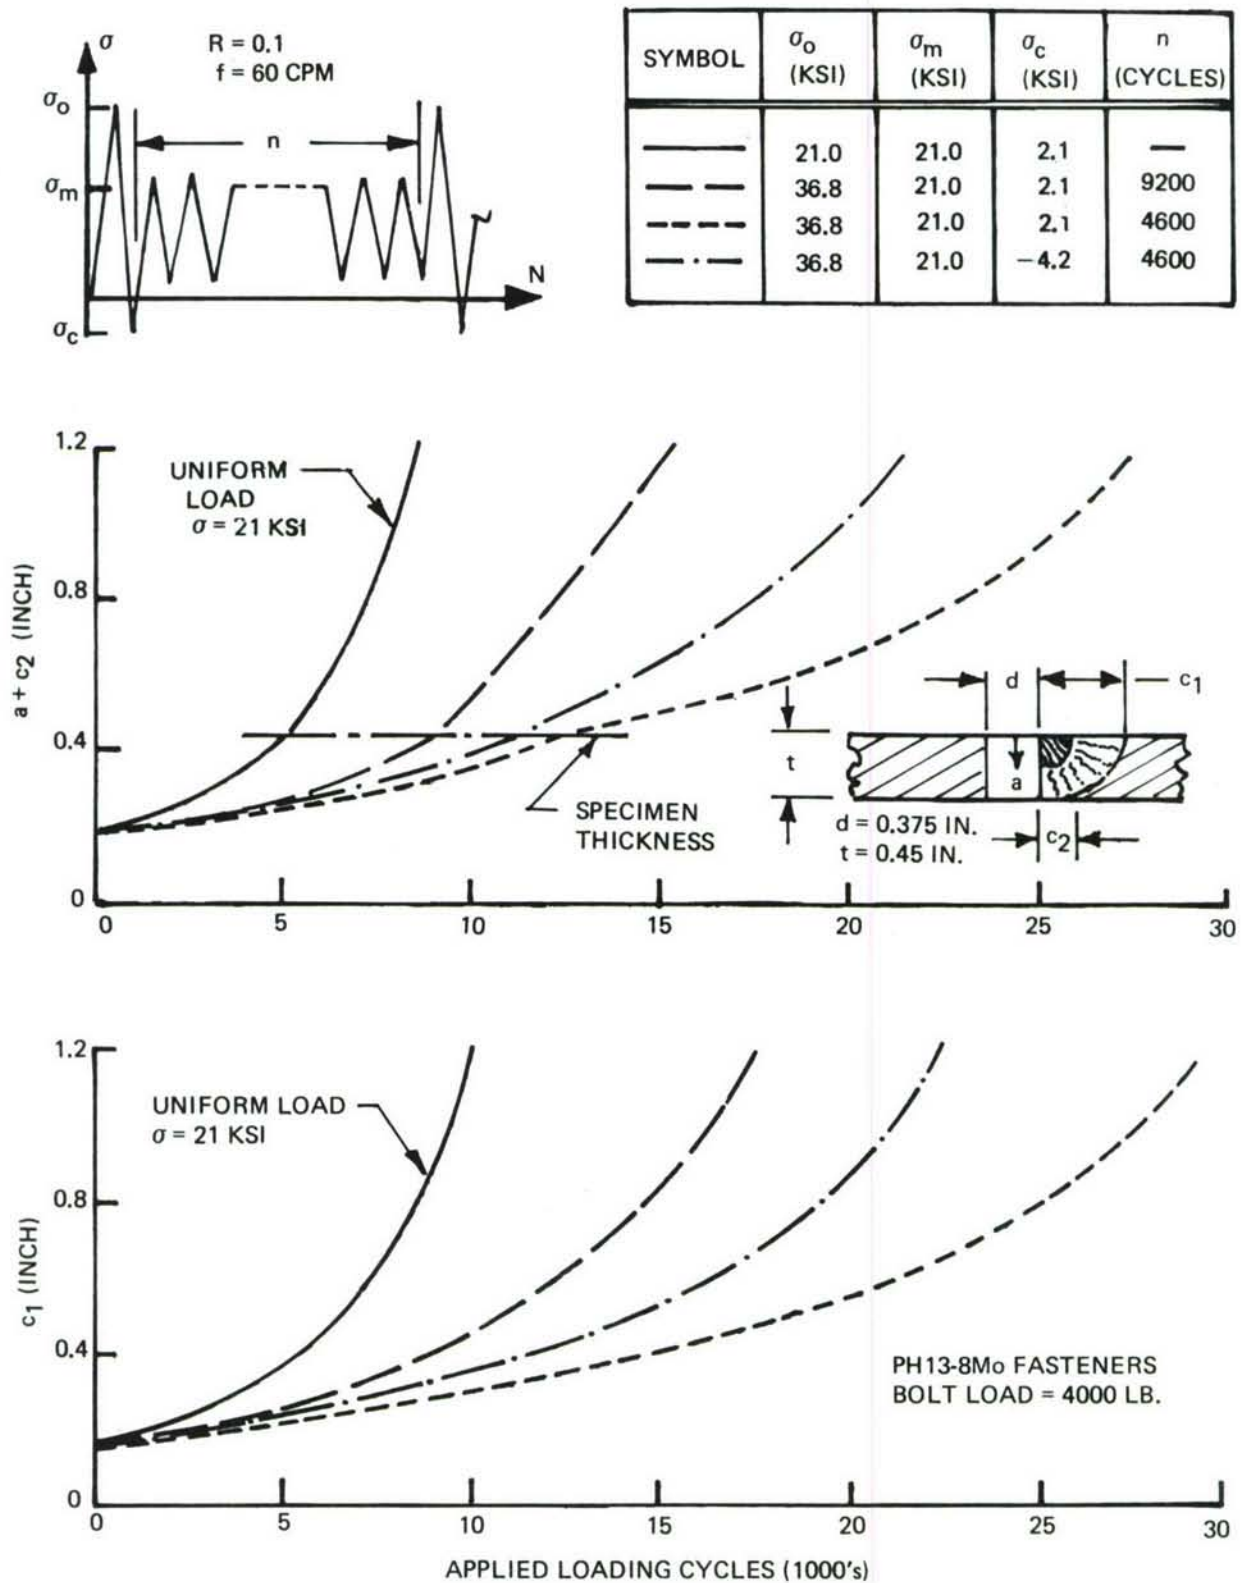 σ
R = 0.1
f = 60 CPM
σo
n
σm
N
σc
SYMBOL σo (KSI) σm (KSI) σc (KSI) n (CYCLES)
21.0 21.0 2.1 —
36.8 21.0 2.1 9200
36.8 21.0 2.1 4600
36.8 21.0 −4.2 4600
1.2
UNIFORM
LOAD
σ = 21 KSI
0.8
a + c2 (INCH)
0.4
0
d
c1
t
a
SPECIMEN
THICKNESS
d = 0.375 IN.
t = 0.45 IN.
c2
0 5 10 15 20 25 30
1.2
UNIFORM LOAD
σ = 21 KSI
0.8
c1 (INCH)
0.4
PH13-8Mo FASTENERS
BOLT LOAD = 4000 LB.
0
0 5 10 15 20 25 30
APPLIED LOADING CYCLES (1000's)